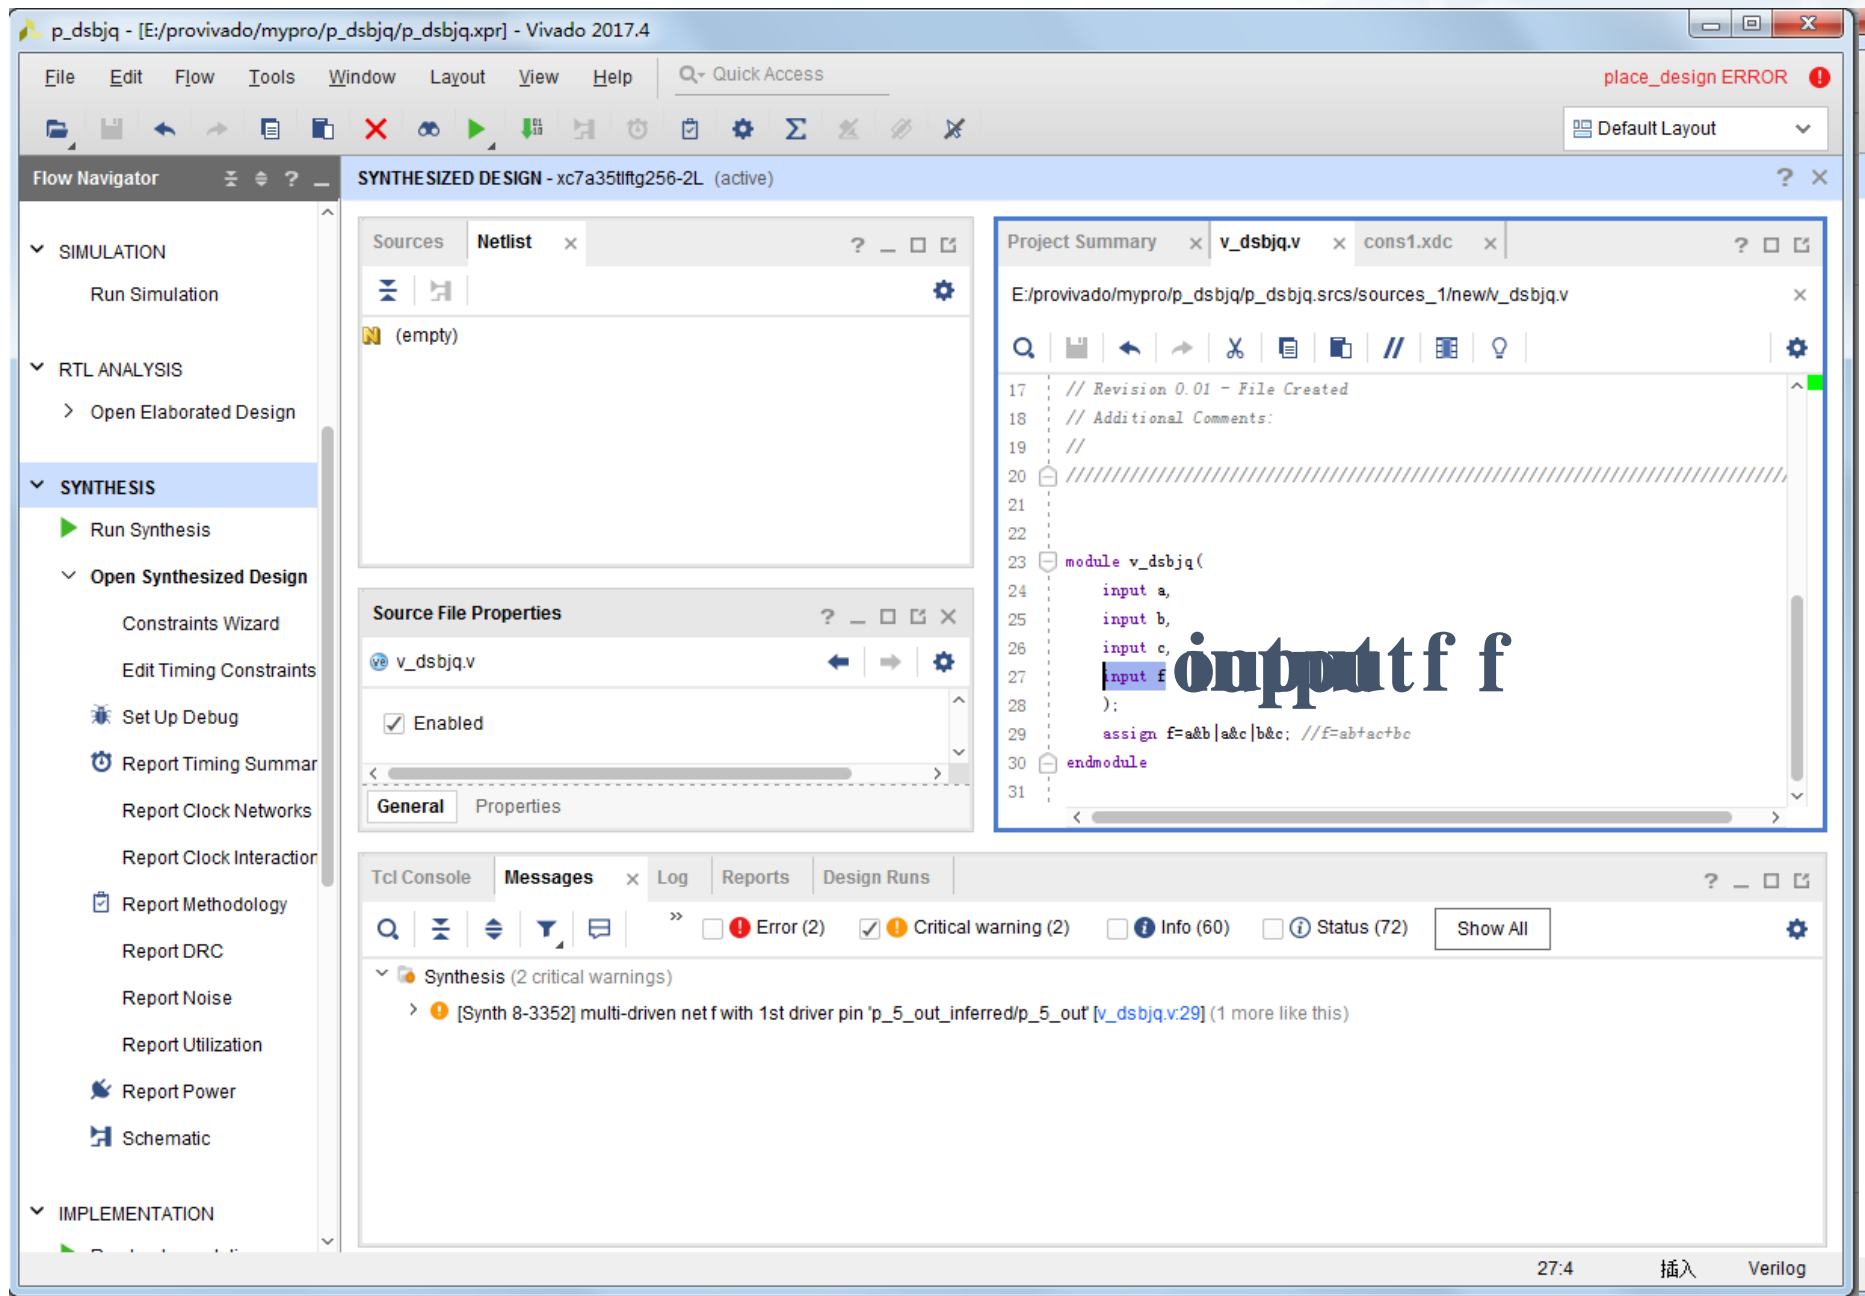 p_dsbjq - [E:/provivado/mypro/p_dsbjq/p_dsbjq.xpr] - Vivado 2017.4
File Edit Flow Tools Window Layout View Help Quick Access place_design ERROR
Default Layout
Flow Navigator
SYNTHESIZED DESIGN - xc7a35tlftg256-2L (active)
SIMULATION
Run Simulation
RTL ANALYSIS
Open Elaborated Design
SYNTHESIS
Run Synthesis
Open Synthesized Design
Constraints Wizard
Edit Timing Constraints
Set Up Debug
Report Timing Summar
Report Clock Networks
Report Clock Interaction
Report Methodology
Report DRC
Report Noise
Report Utilization
Report Power
Schematic
IMPLEMENTATION
Sources Netlist
(empty)
Source File Properties
v_dsbjq.v
Enabled
General Properties
Project Summary v_dsbjq.v cons1.xdc
E:/provivado/mypro/p_dsbjq/p_dsbjq.srcs/sources_1/new/v_dsbjq.v
17 // Revision 0.01 - File Created
18 // Additional Comments:
19 //
20 ////////////////////////////////////////////////////////////////////////////////
21
22
23 module v_dsbjq(
24 input a,
25 input b,
26 input c,
27 input f
28 );
29 assign f=a&b|a&c|b&c; //f=ab+ac+bc
30 endmodule
31
Tcl Console Messages Log Reports Design Runs
Error (2) Critical warning (2) Info (60) Status (72) Show All
Synthesis (2 critical warnings)
[Synth 8-3352] multi-driven net f with 1st driver pin 'p_5_out_inferred/p_5_out' [v_dsbjq.v:29] (1 more like this)
27:4 插入 Verilog